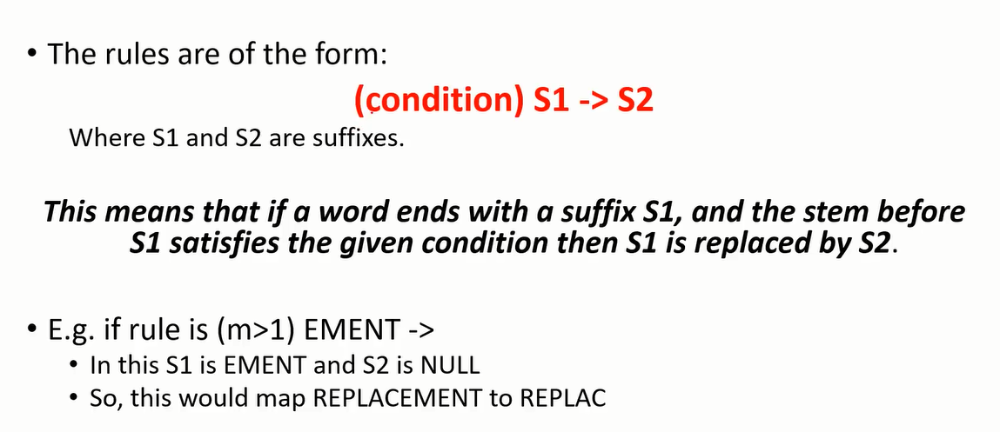 • The rules are of the form:
(condition) S1 -> S2
Where S1 and S2 are suffixes.
This means that if a word ends with a suffix S1, and the stem before
S1 satisfies the given condition then S1 is replaced by S2.
• E.g. if rule is (m>1) EMENT ->
• In this S1 is EMENT and S2 is NULL
• So, this would map REPLACEMENT to REPLAC